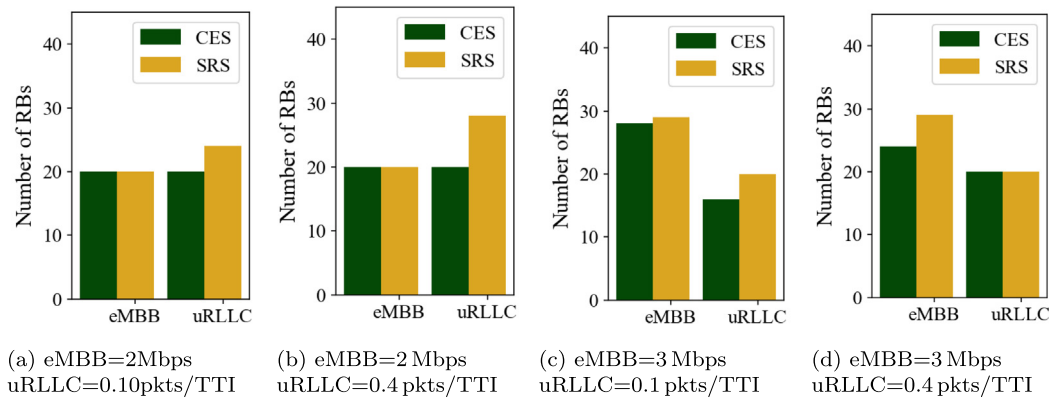 CES
SRS
Number of RBs
40
30
20
10
0
eMBB
uRLLC
(a) eMBB=2Mbps
uRLLC=0.10pkts/TTI
CES
SRS
Number of RBs
40
30
20
10
0
eMBB
uRLLC
(b) eMBB=2 Mbps
uRLLC=0.4 pkts/TTI
CES
SRS
Number of RBs
40
30
20
10
0
eMBB
uRLLC
(c) eMBB=3 Mbps
uRLLC=0.1 pkts/TTI
CES
SRS
Number of RBs
40
30
20
10
0
eMBB
uRLLC
(d) eMBB=3 Mbps
uRLLC=0.4 pkts/TTI